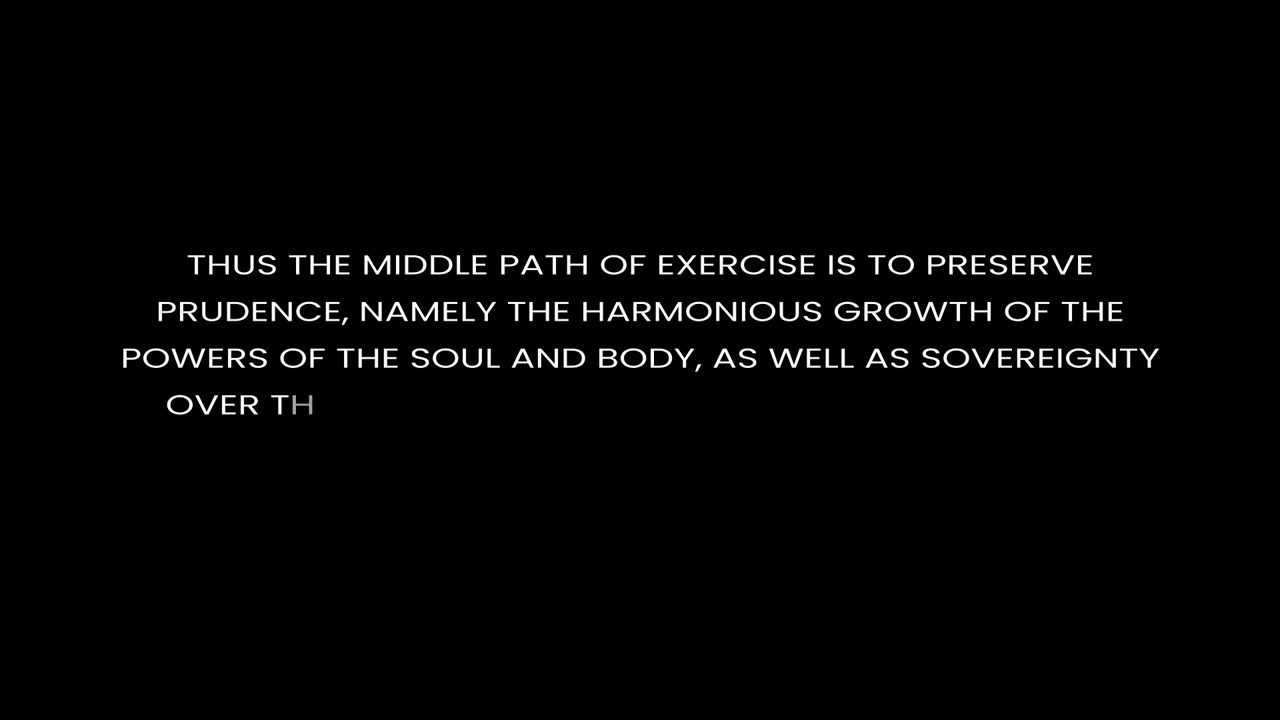 THUS THE MIDDLE PATH OF EXERCISE IS TO PRESERVE
PRUDENCE, NAMELY THE HARMONIOUS GROWTH OF THE
POWERS OF THE SOUL AND BODY, AS WELL AS SOVEREIGNTY
OVER TH